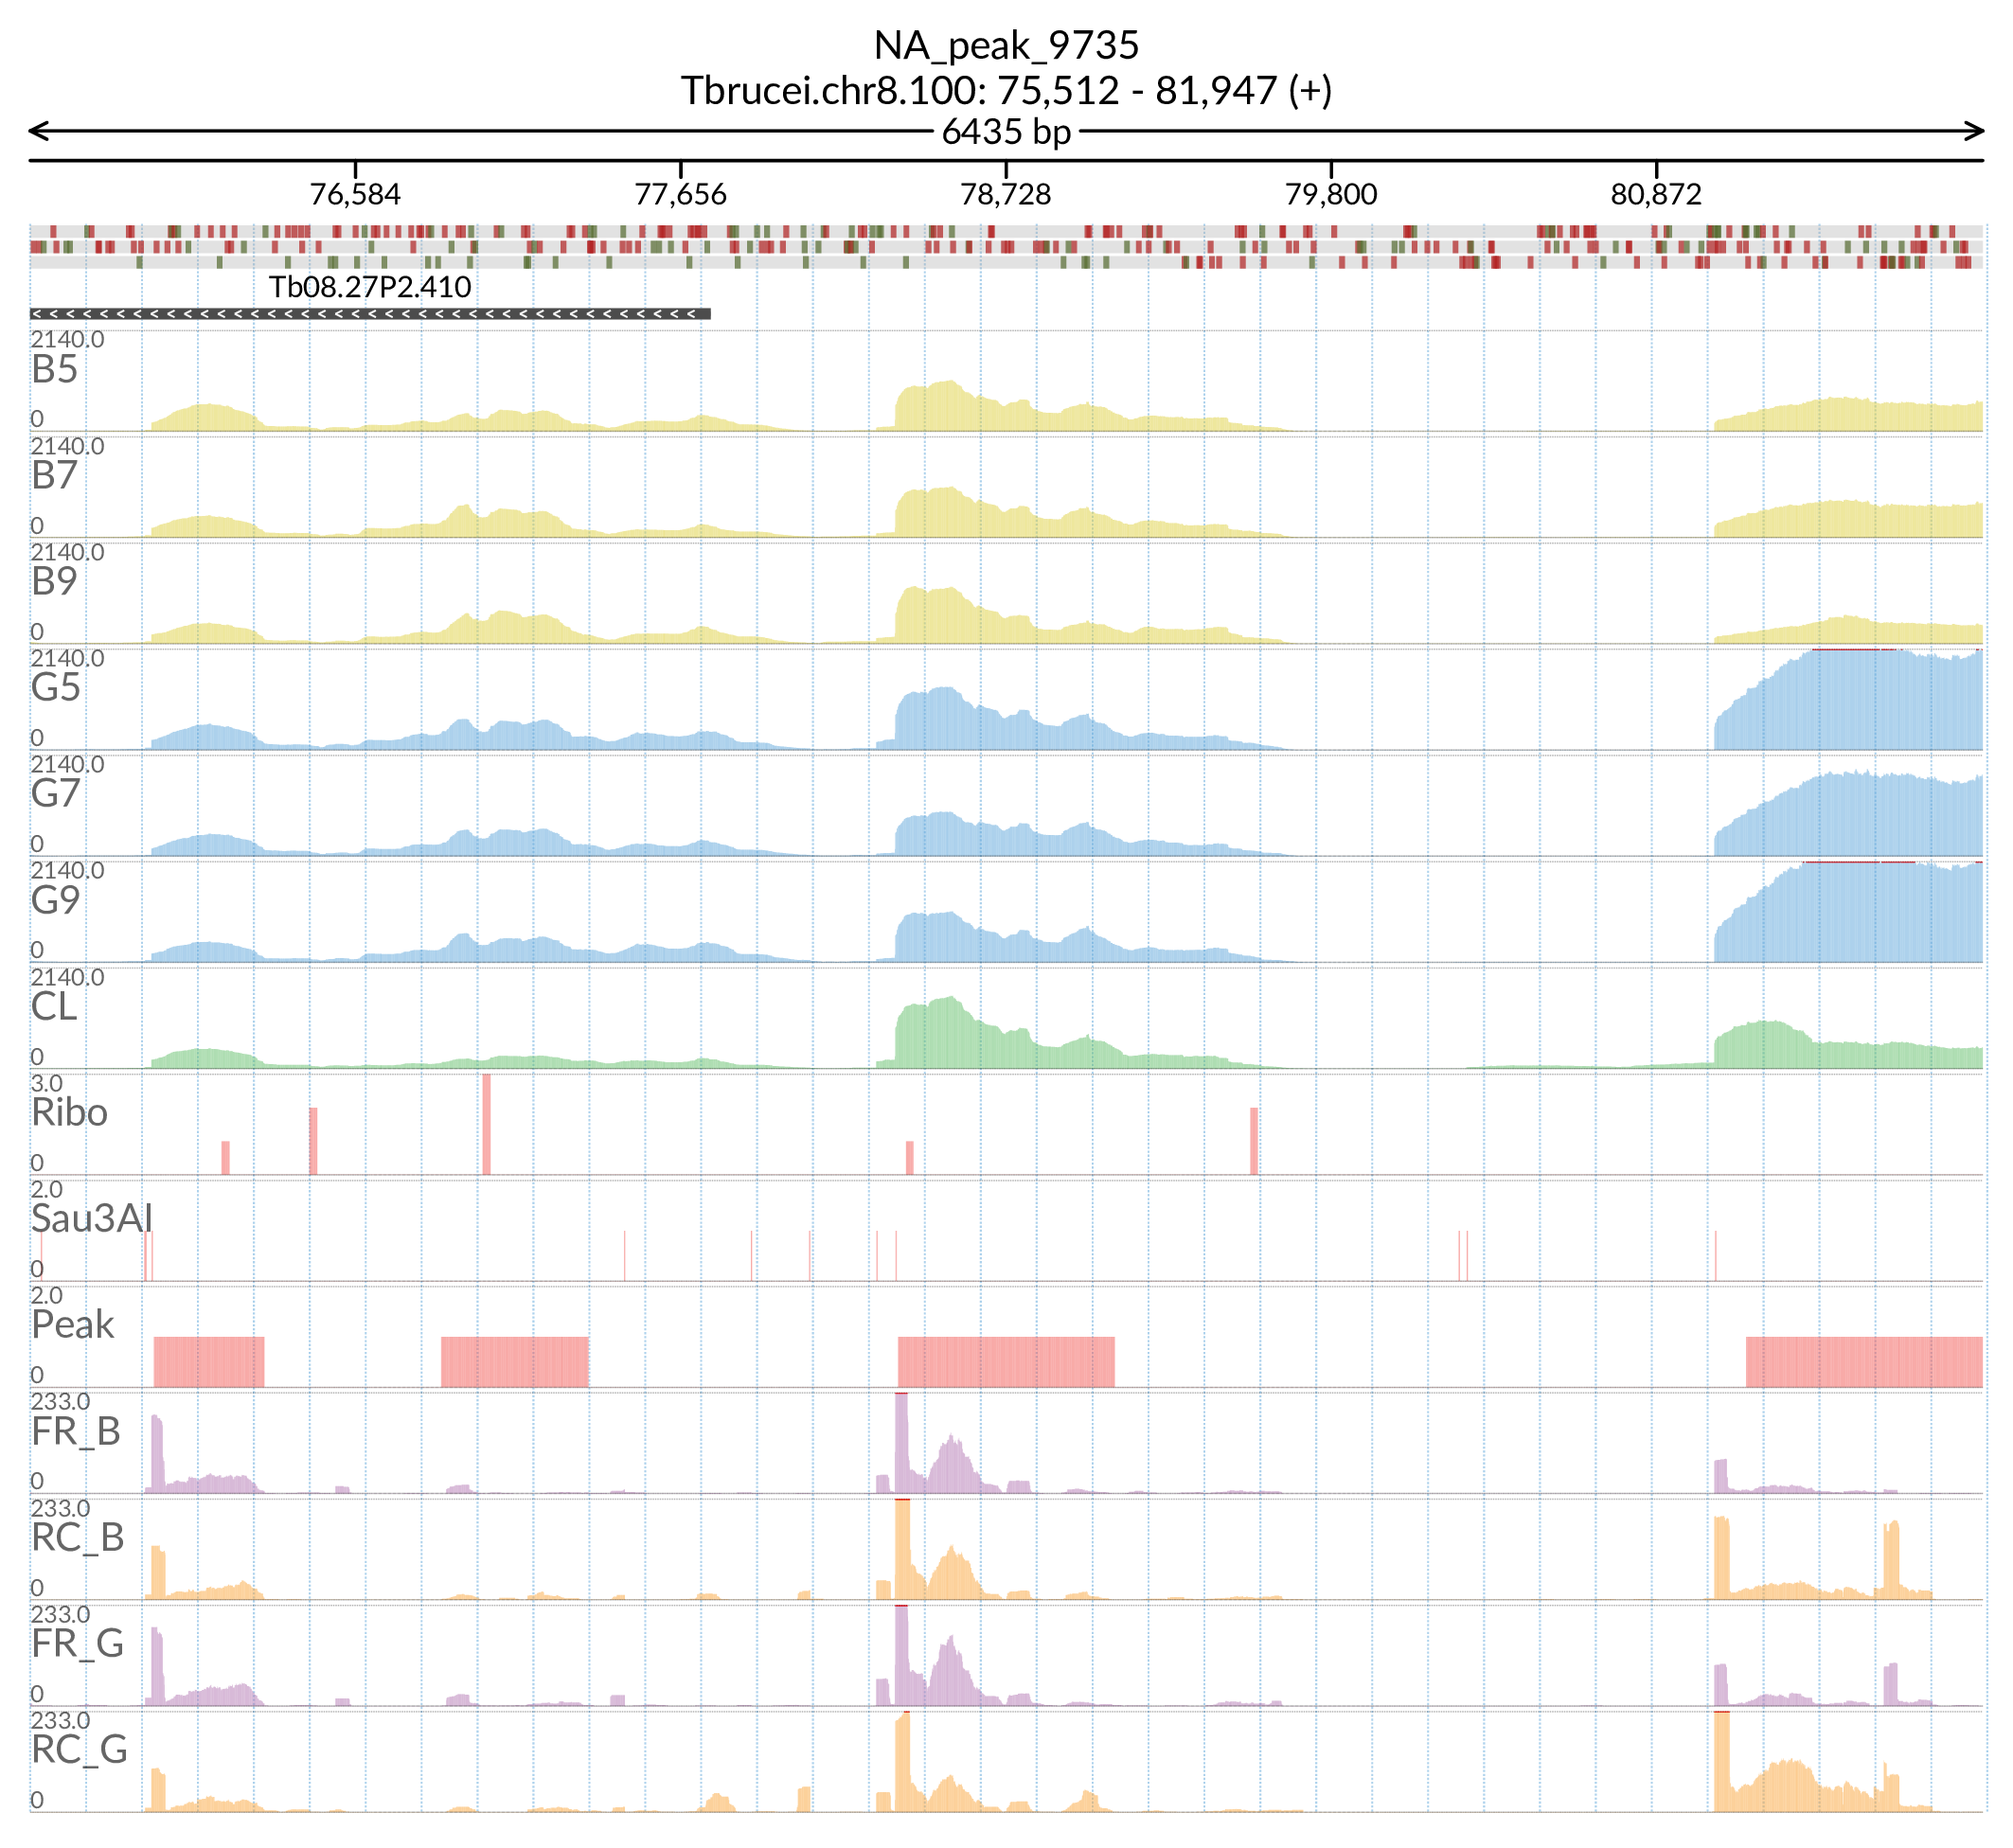 NA_peak_9735
Tbrucei.chr8.100: 75,512 - 81,947 (+)
6435 bp
76,584 77,656 78,728 79,800 80,872
Tb08.27P2.410
2140.0
B5
0
2140.0
B7
0
2140.0
B9
0
2140.0
G5
0
2140.0
G7
0
2140.0
G9
0
2140.0
CL
0
3.0
Ribo
0
2.0
Sau3AI
0
2.0
Peak
0
233.0
FR_B
0
233.0
RC_B
0
233.0
FR_G
0
233.0
RC_G
0